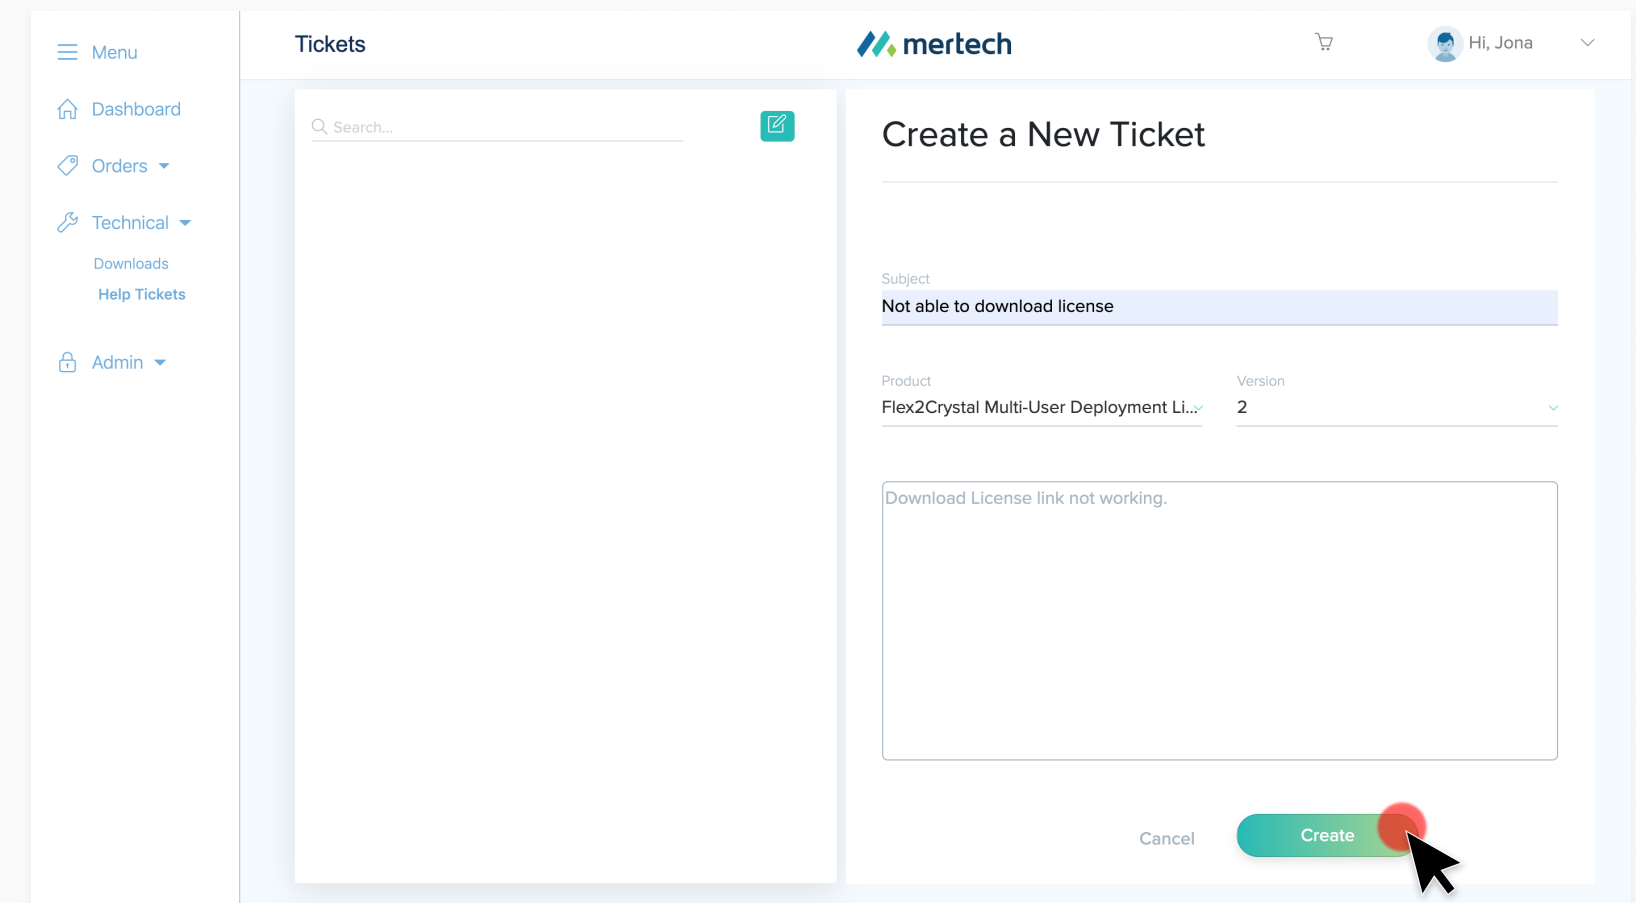 Menu
Dashboard
Orders
Technical
Downloads
Help Tickets
Admin
Tickets
mertech
Hi, Jona
Search...
Create a New Ticket
Subject
Not able to download license
Product
Version
Flex2Crystal Multi-User Deployment Li...
2
Download License link not working.
Cancel
Create